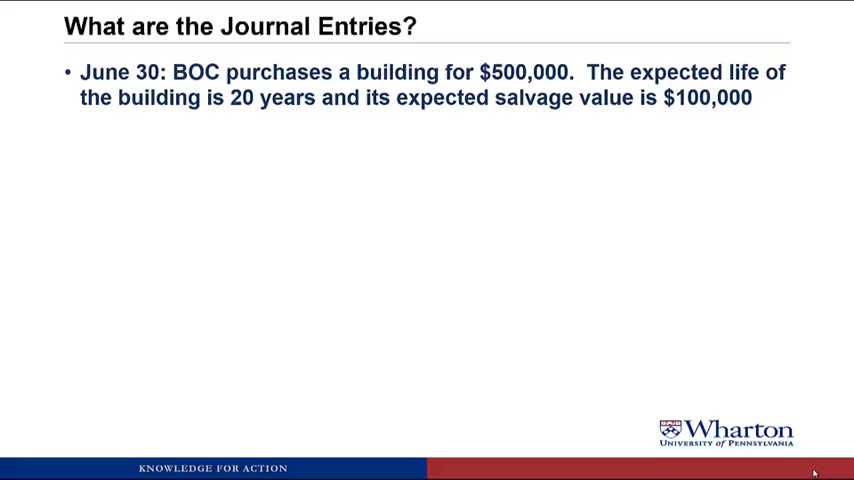 What are the Journal Entries?
• June 30: BOC purchases a building for $500,000. The expected life of
the building is 20 years and its expected salvage value is $100,000
Wharton
UNIVERSITY of PENNSYLVANIA
KNOWLEDGE FOR ACTION